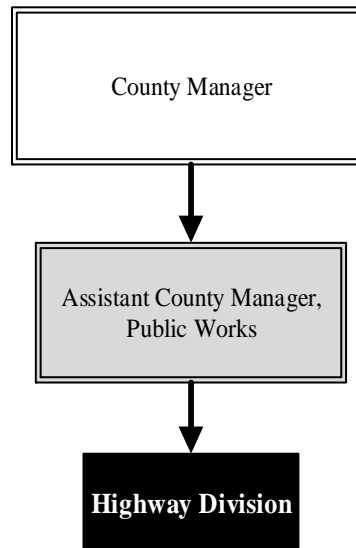 County Manager
Assistant County Manager,
Public Works
Highway Division